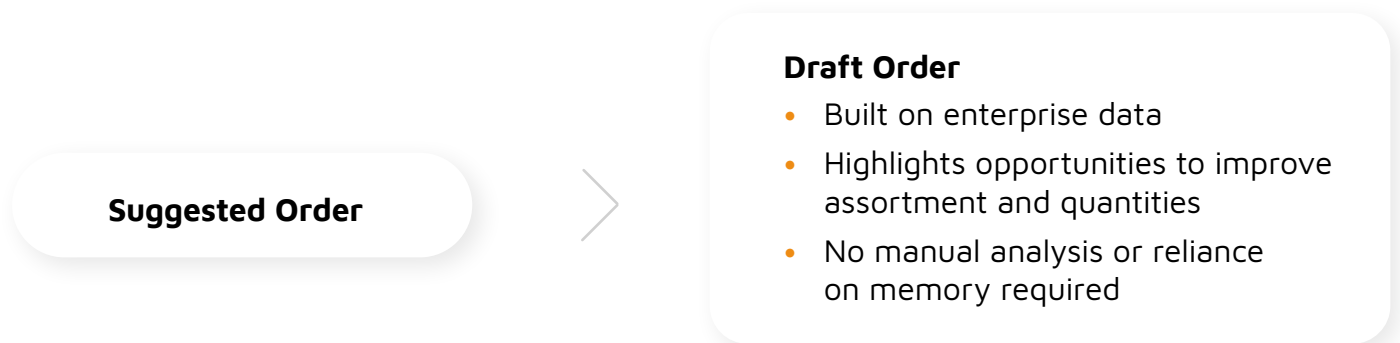 Suggested Order
Draft Order
• Built on enterprise data
• Highlights opportunities to improve
assortment and quantities
• No manual analysis or reliance
on memory required